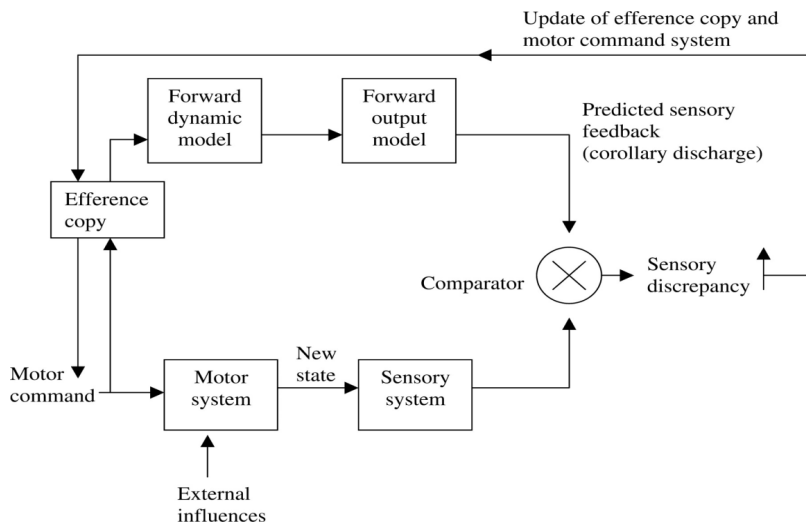 Update of efference copy and
motor command system
Forward
dynamic
model
Forward
output
model
Predicted sensory
feedback
(corollary discharge)
Efference
copy
Comparator
Sensory
discrepancy
Motor
command
Motor
system
New
state
Sensory
system
External
influences